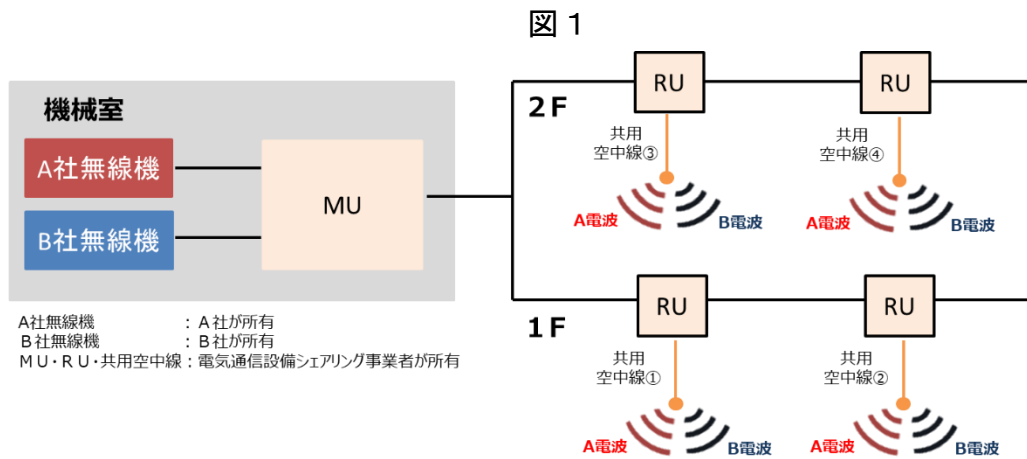 図１
機械室
A社無線機
B社無線機
MU
2F
RU
共用
空中線③
A電波
B電波
RU
共用
空中線④
A電波
B電波
1F
RU
共用
空中線①
A電波
B電波
RU
共用
空中線②
A電波
B電波
A社無線機　：A社が所有
B社無線機　：B社が所有
ＭＵ・ＲＵ・共用空中線：電気通信設備シェアリング事業者が所有